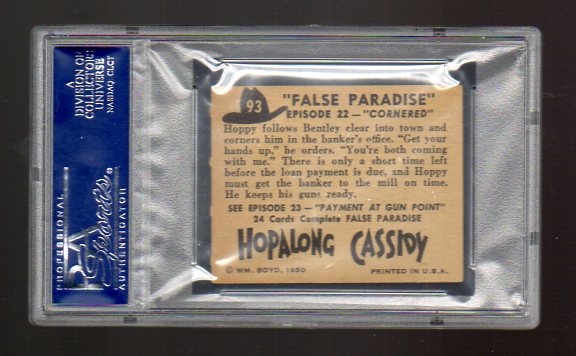 A
DIVISION OF
COLLECTORS
UNIVERSE
NASDAQ: CLCT
PROFESSIONAL
PSA
Sports
AUTHENTICATOR
93
"FALSE PARADISE"
EPISODE 22—"CORNERED"
Hoppy follows Bentley clear into town and
corners him in the banker's office. "Get your
hands up," he orders. "You're both coming
with me." There is only a short time left
before the loan payment is due, and Hoppy
must get the banker to the mill on time.
He keeps his guns ready.
SEE EPISODE 23—"PAYMENT AT GUN POINT"
24 Cards Complete FALSE PARADISE
HOPALONG CASSIDY
© WM. BOYD, 1950
PRINTED IN U.S.A.